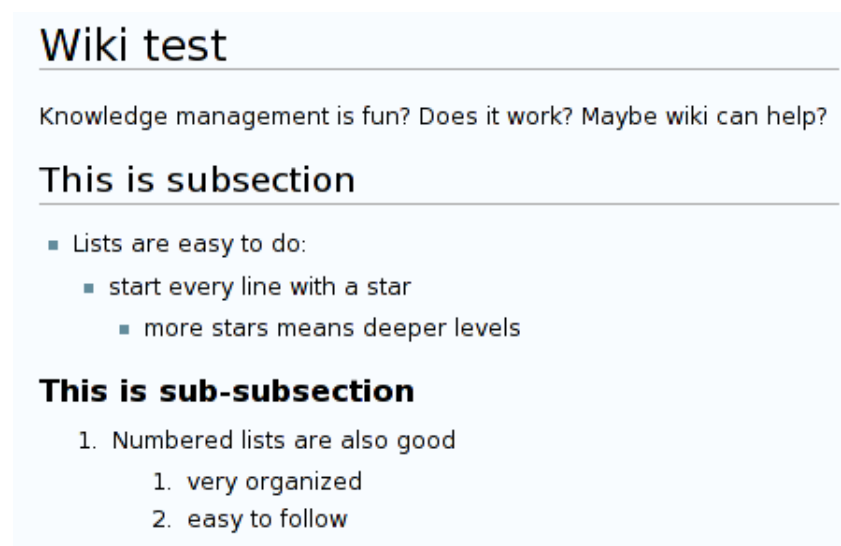 Wiki test
Knowledge management is fun? Does it work? Maybe wiki can help?
This is subsection
Lists are easy to do:
start every line with a star
more stars means deeper levels
This is sub-subsection
1. Numbered lists are also good
1. very organized
2. easy to follow